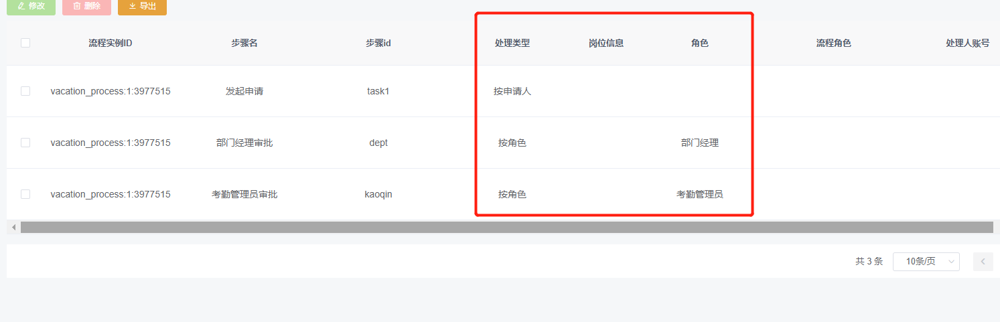 修改 删除 导出
流程实例ID 步骤名 步骤id 处理类型 岗位信息 角色 流程角色 处理人账号
vacation_process:1:3977515 发起申请 task1 按申请人
vacation_process:1:3977515 部门经理审批 dept 按角色 部门经理
vacation_process:1:3977515 考勤管理员审批 kaoqin 按角色 考勤管理员
共 3 条 10条/页